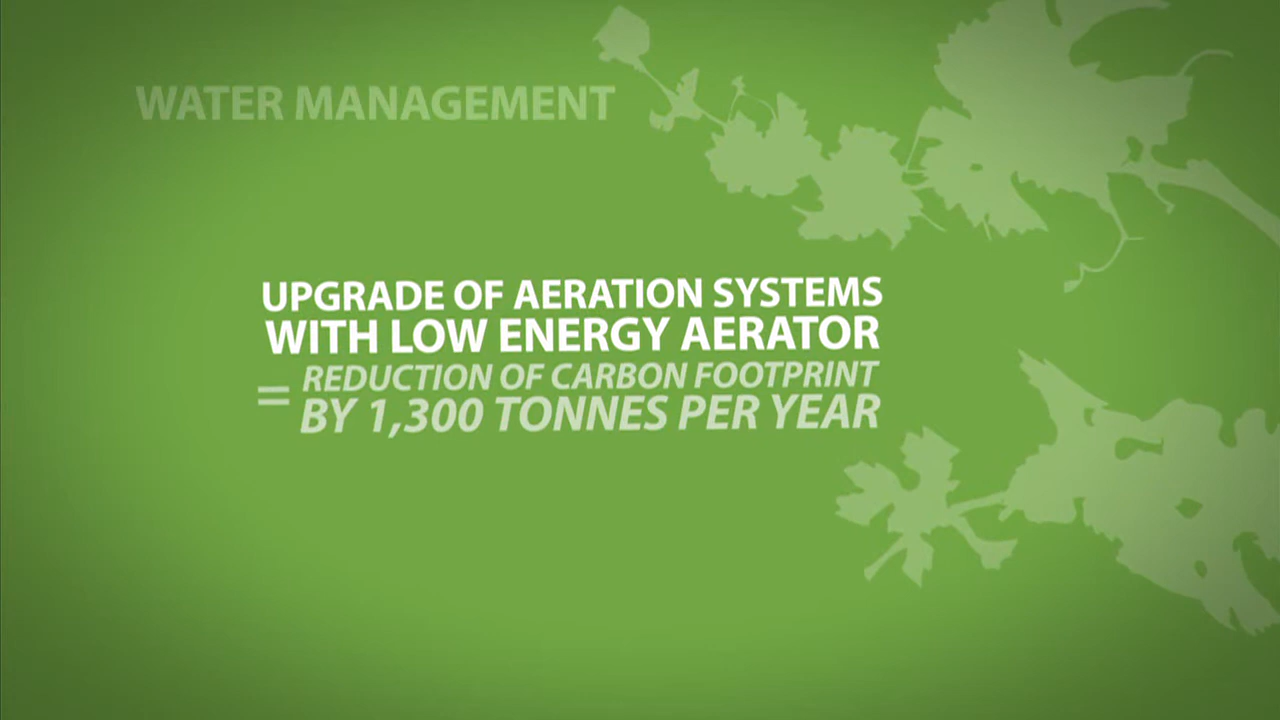 WATER MANAGEMENT
UPGRADE OF AERATION SYSTEMS
WITH LOW ENERGY AERATOR
= REDUCTION OF CARBON FOOTPRINT
BY 1,300 TONNES PER YEAR